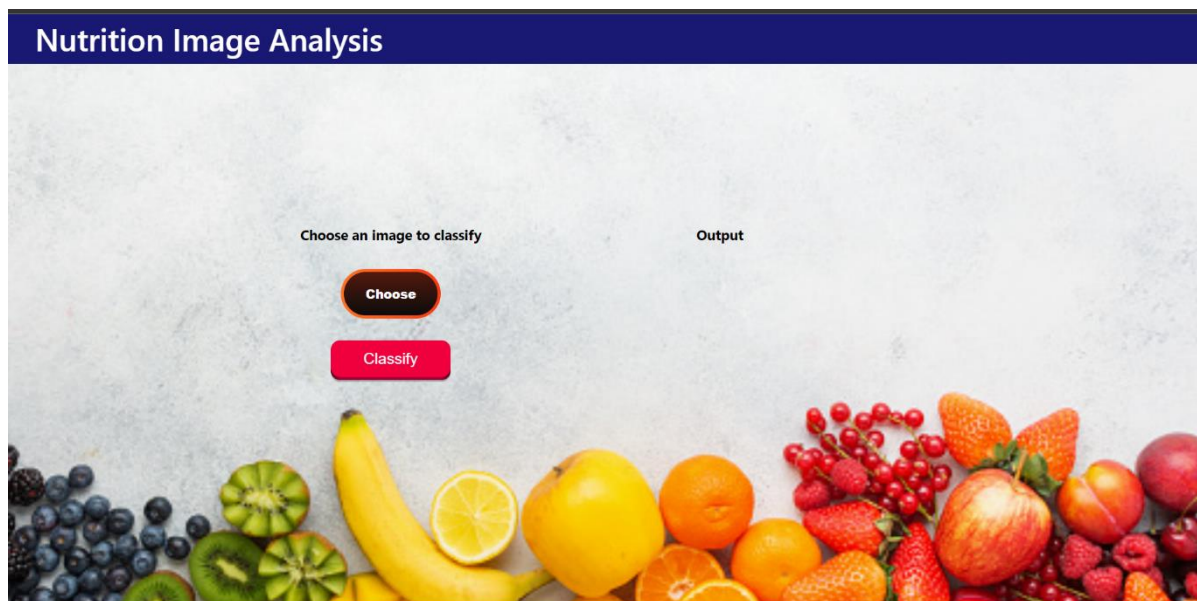 Nutrition Image Analysis
Choose an image to classify
Output
Choose
Classify